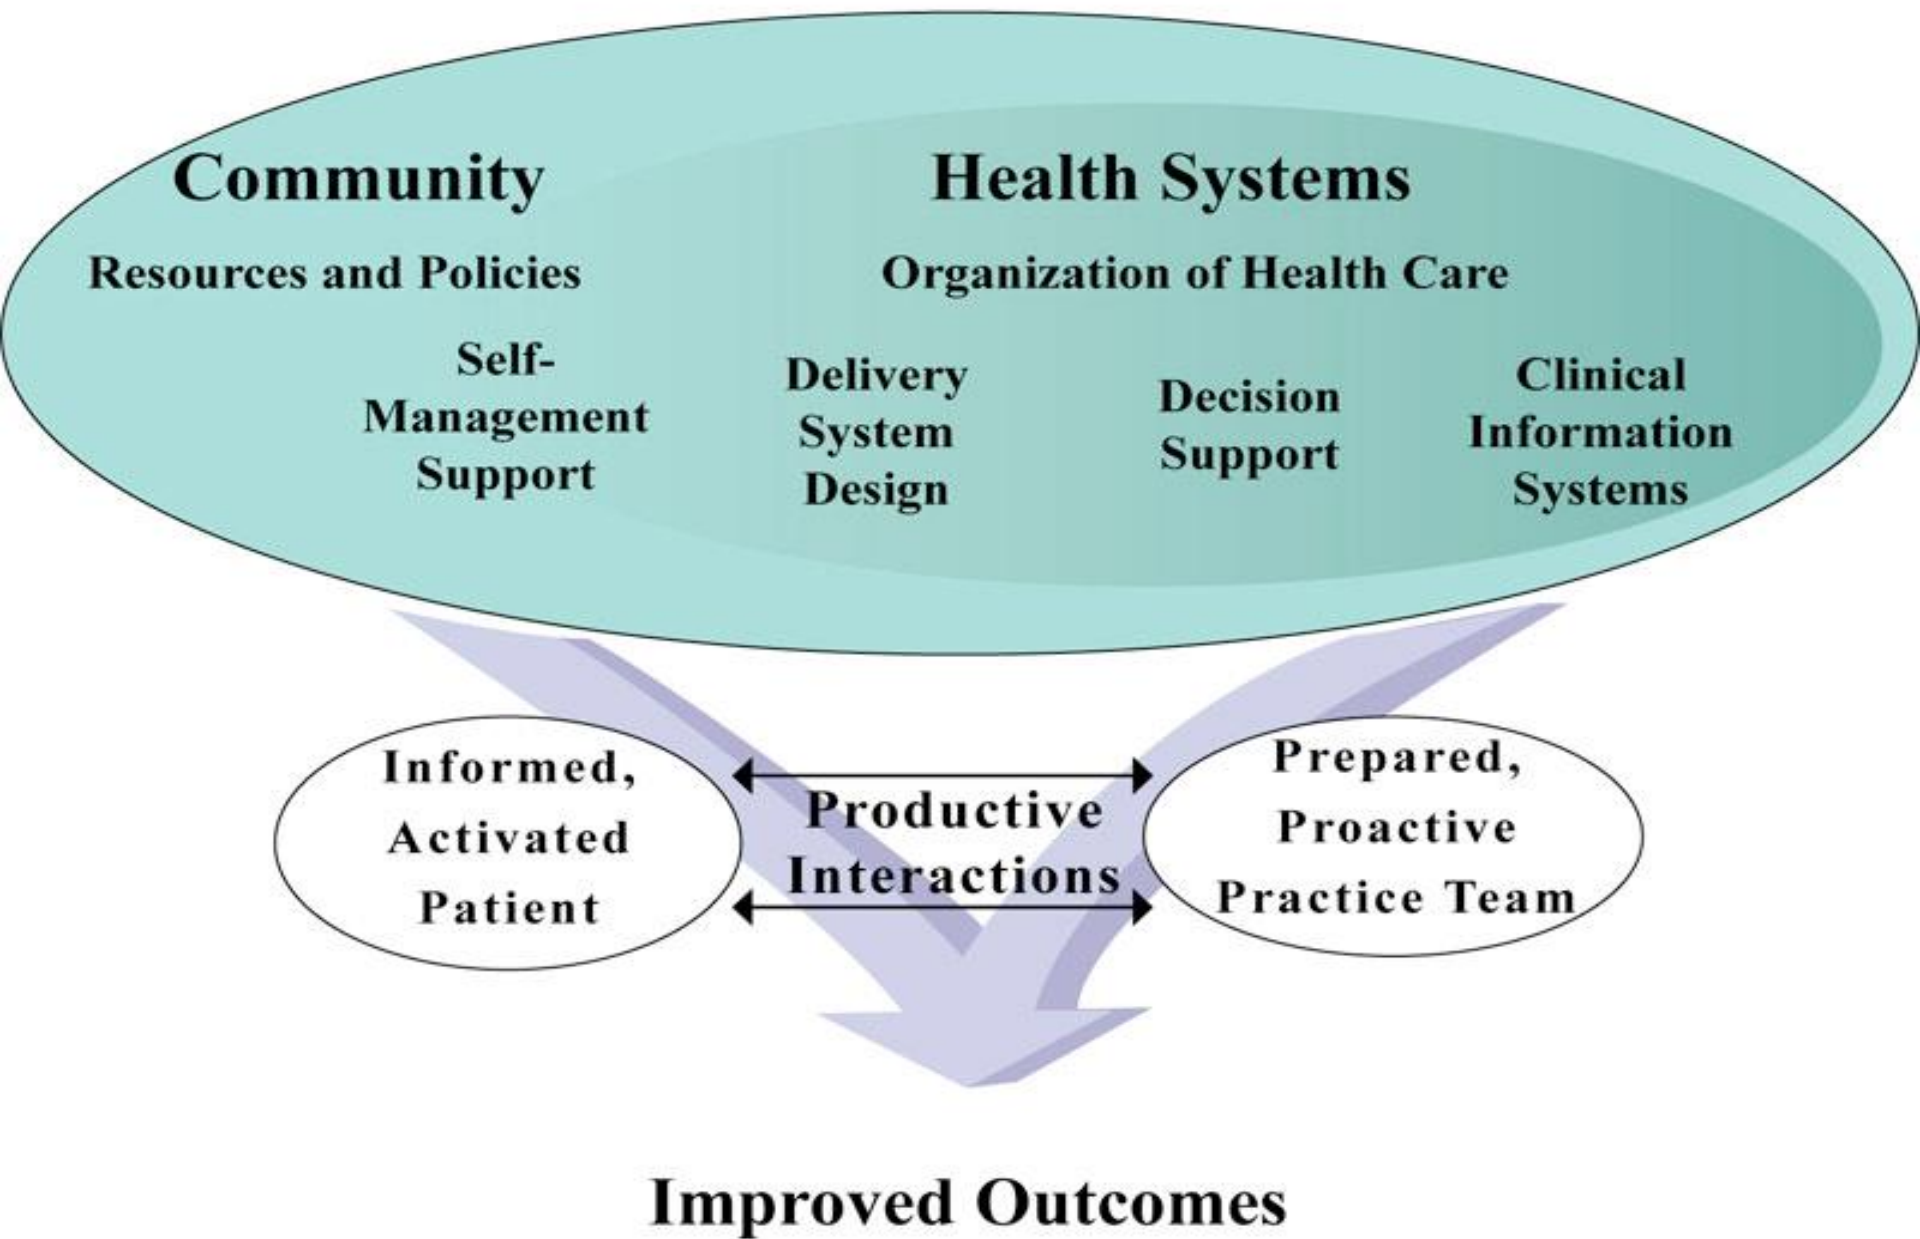 Community
Resources and Policies
Health Systems
Organization of Health Care
Self-
Management
Support
Delivery
System
Design
Decision
Support
Clinical
Information
Systems
Informed,
Activated
Patient
Productive
Interactions
Prepared,
Proactive
Practice Team
Improved Outcomes